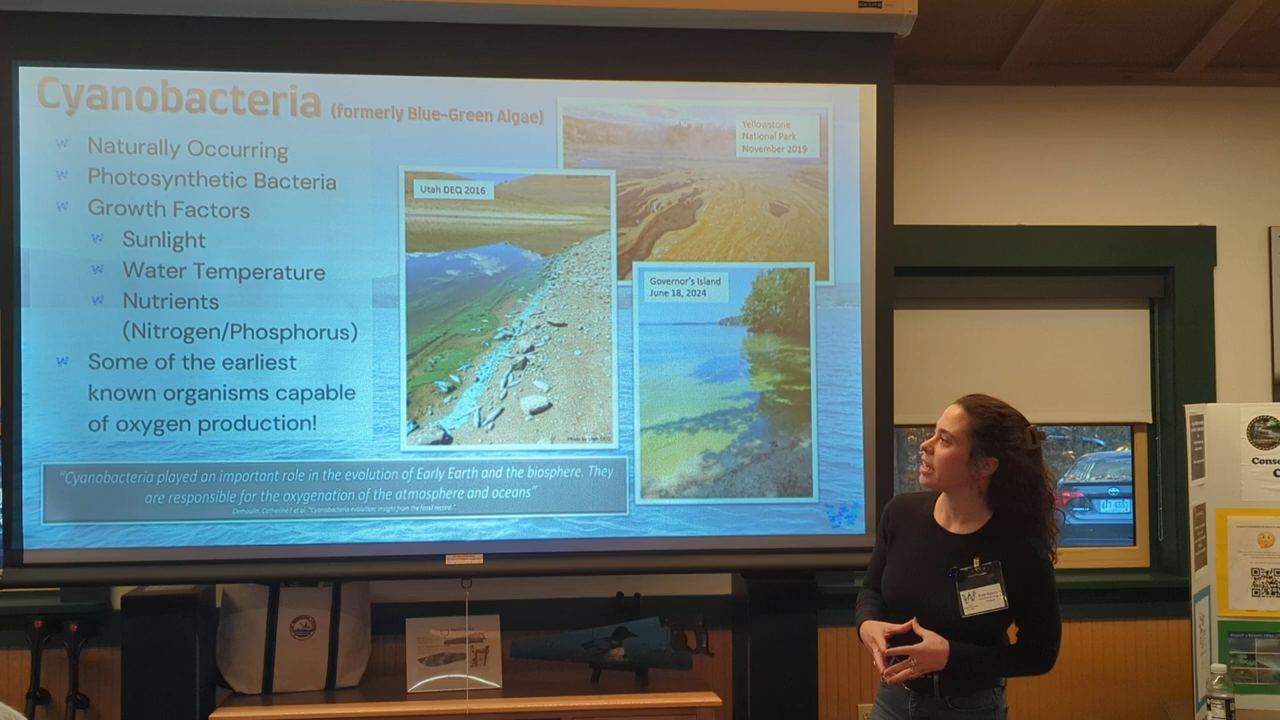 Cyanobacteria (formerly Blue-Green Algae)
Naturally Occurring
Photosynthetic Bacteria
Growth Factors
Sunlight
Water Temperature
Nutrients
(Nitrogen/Phosphorus)
Some of the earliest
known organisms capable
of oxygen production!
Utah DEQ 2016
Yellowstone
National Park
November 2019
Governor's Island
June 18, 2024
"Cyanobacteria played an important role in the evolution of Early Earth and the biosphere. They
are responsible for the oxygenation of the atmosphere and oceans"
Demoulin, Catherine F et al. "Cyanobacteria evolution: Insight from the fossil record."